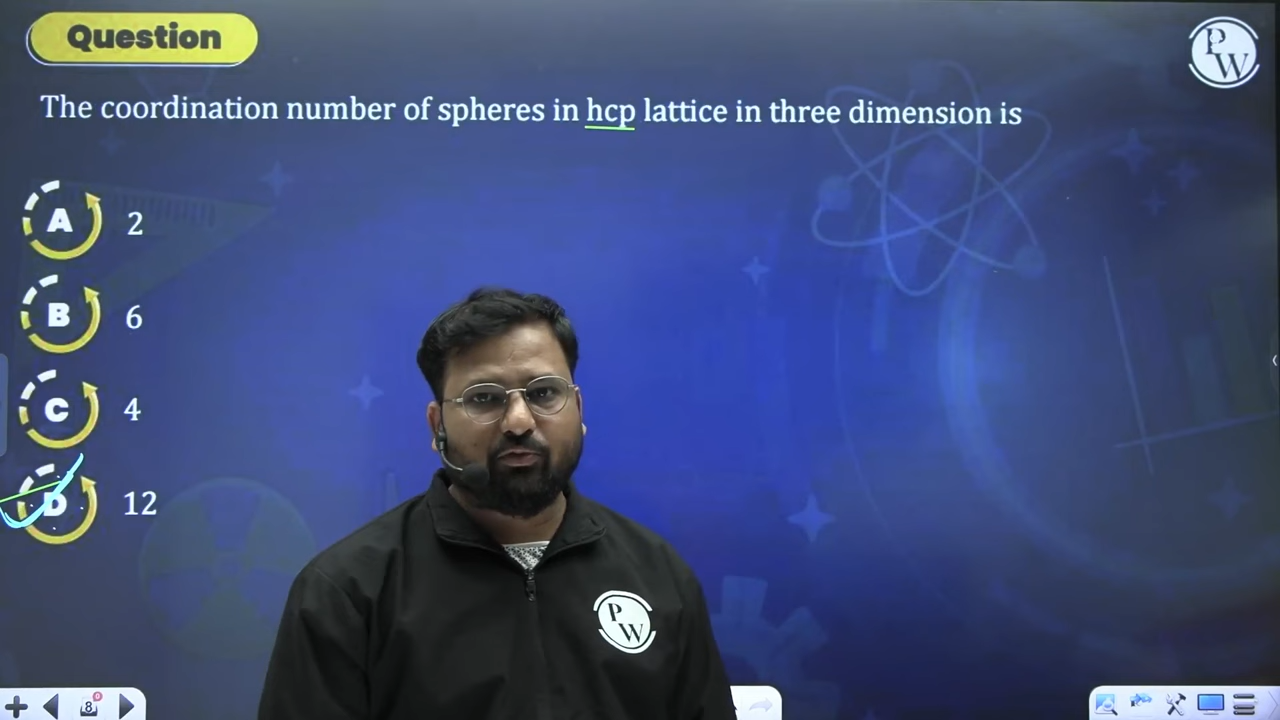 Question
PW
The coordination number of spheres in hcp lattice in three dimension is
A 2
B 6
C 4
D 12
PW
8